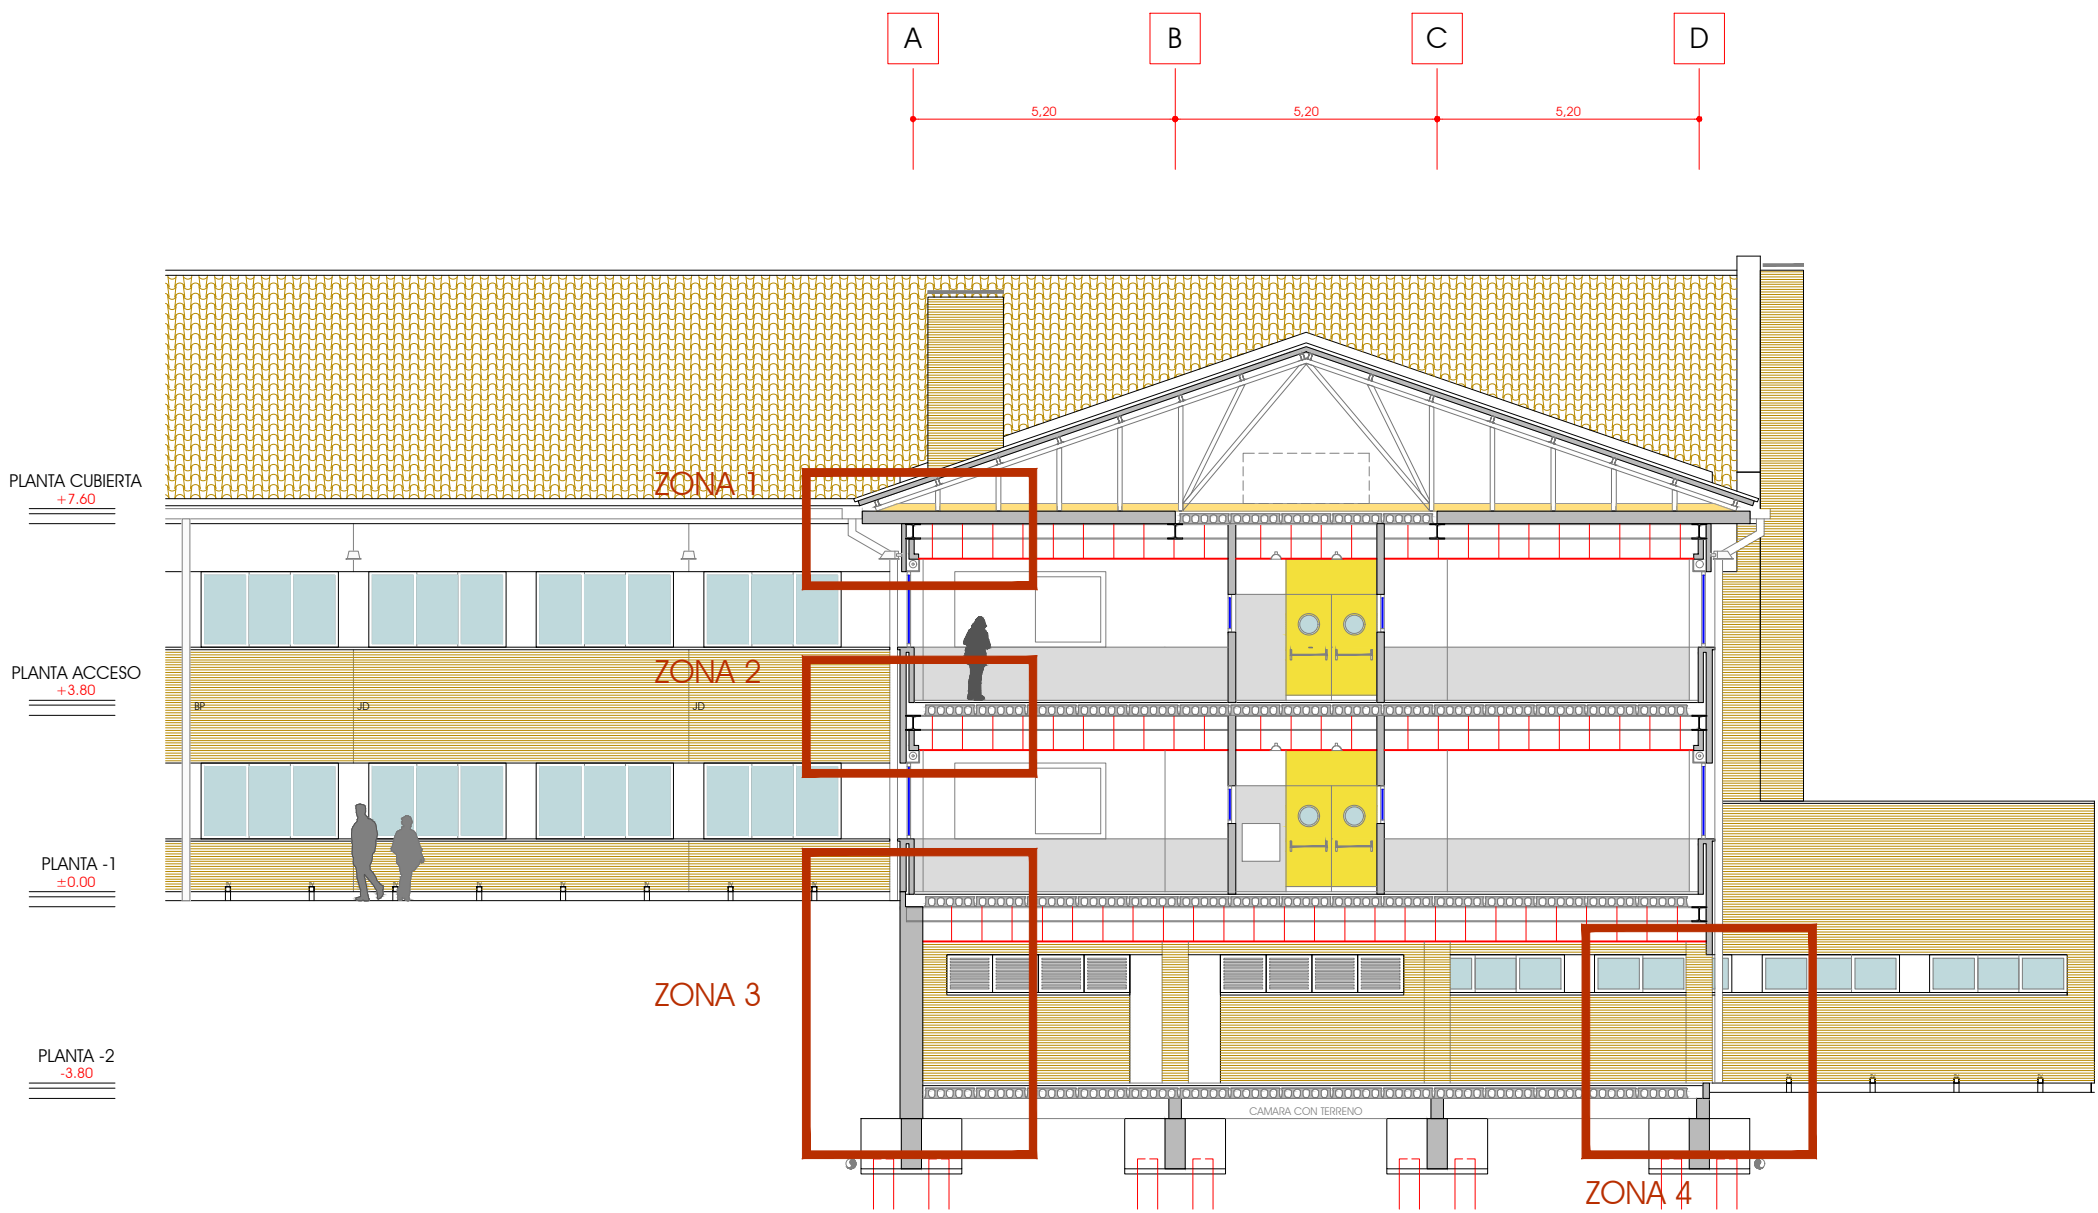 A B C D
5,20 5,20 5,20
ZONA 1
PLANTA CUBIERTA
+7.60
ZONA 2
PLANTA ACCESO
+3.80
BP JD JD
PLANTA -1
±0.00
ZONA 3
PLANTA -2
-3.80
CAMARA CON TERRENO
ZONA 4